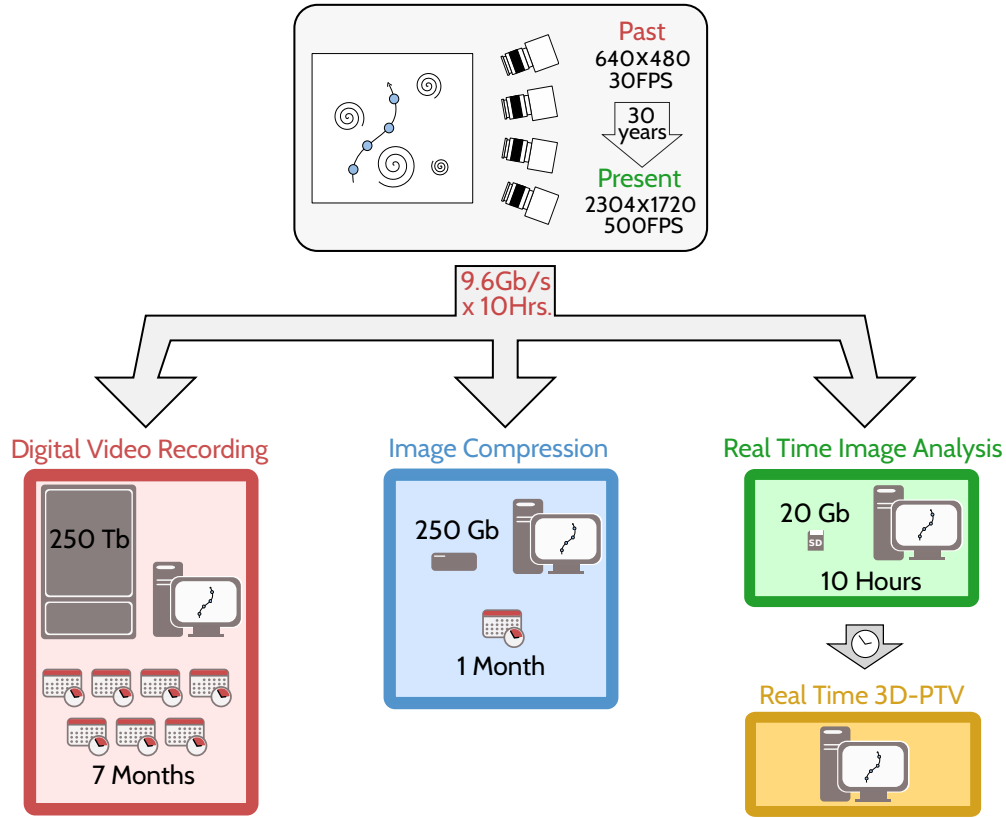 Past
640x480
30FPS
30
years
Present
2304x1720
500FPS
9.6Gb/s
x 10Hrs.
Digital Video Recording
250 Tb
7 Months
Image Compression
250 Gb
1 Month
Real Time Image Analysis
20 Gb
SD
10 Hours
Real Time 3D-PTV